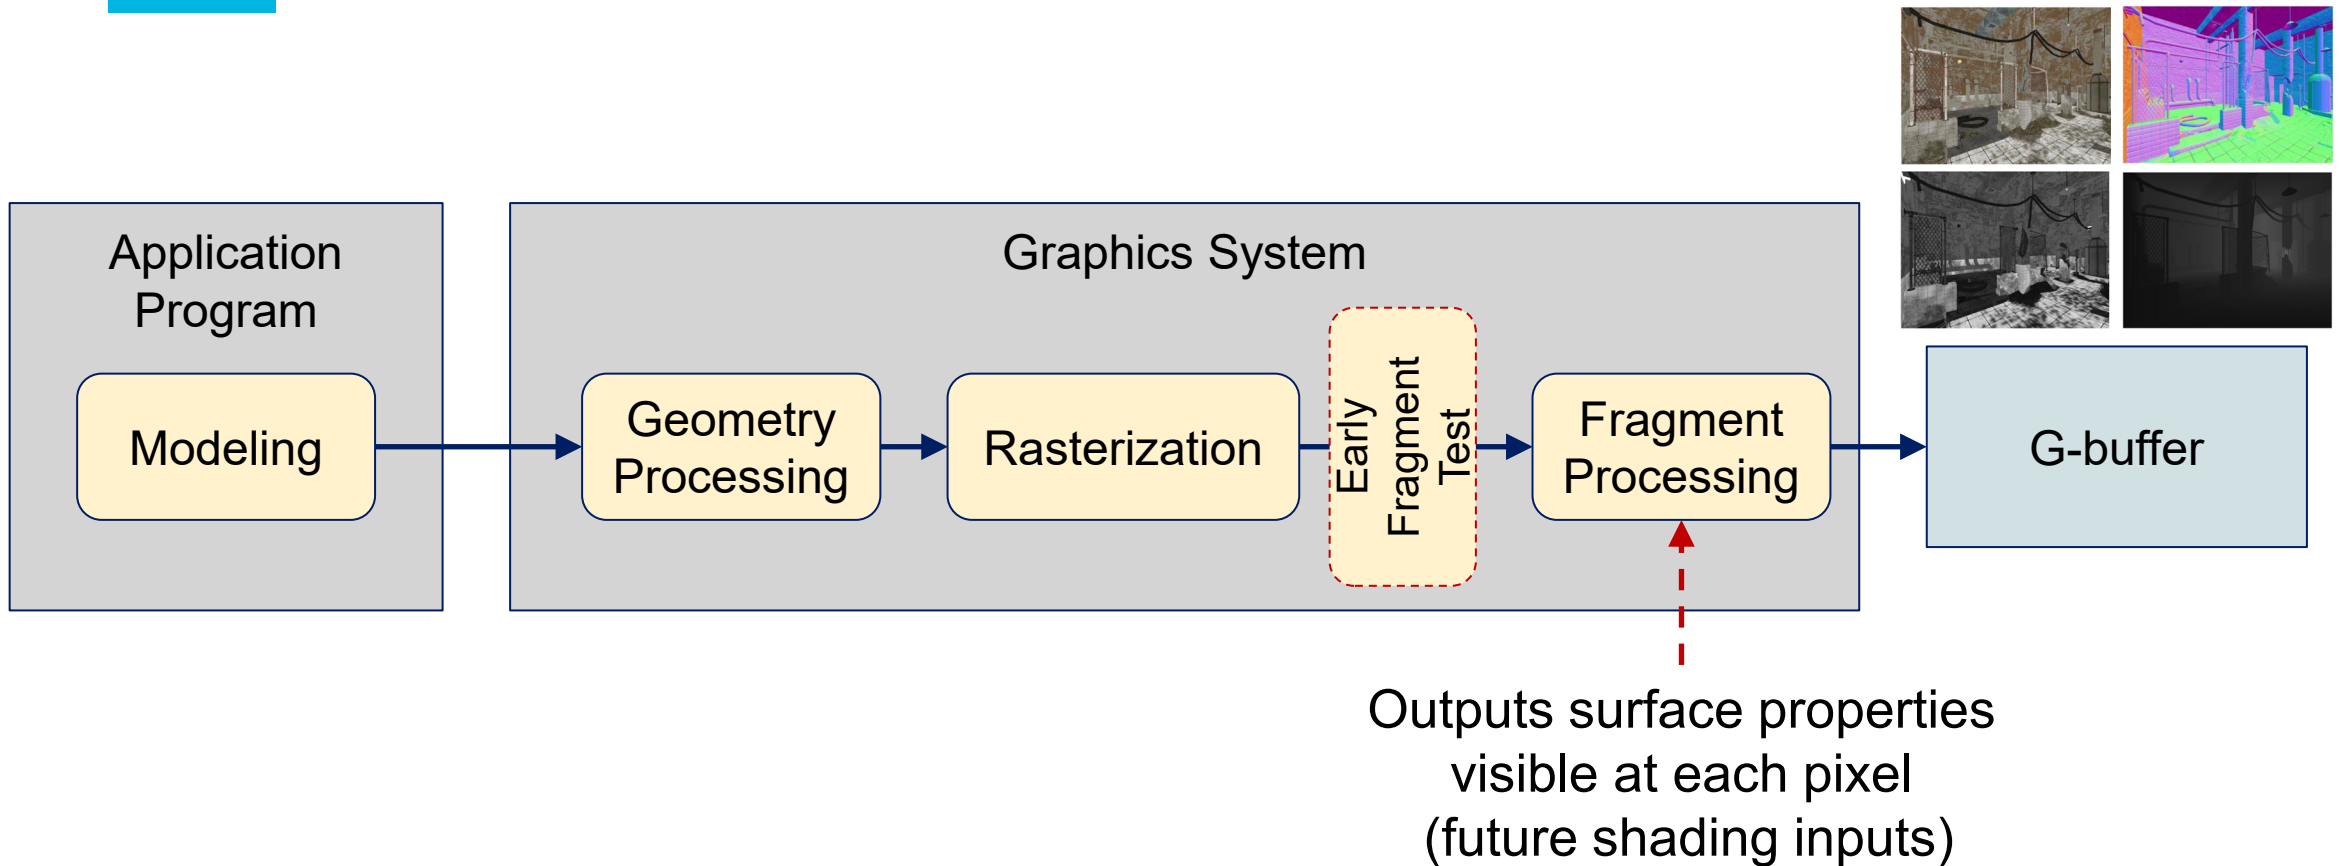 Application
Program
Graphics System
Modeling
Geometry
Processing
Rasterization
Early
Fragment
Test
Fragment
Processing
G-buffer
Outputs surface properties
visible at each pixel
(future shading inputs)